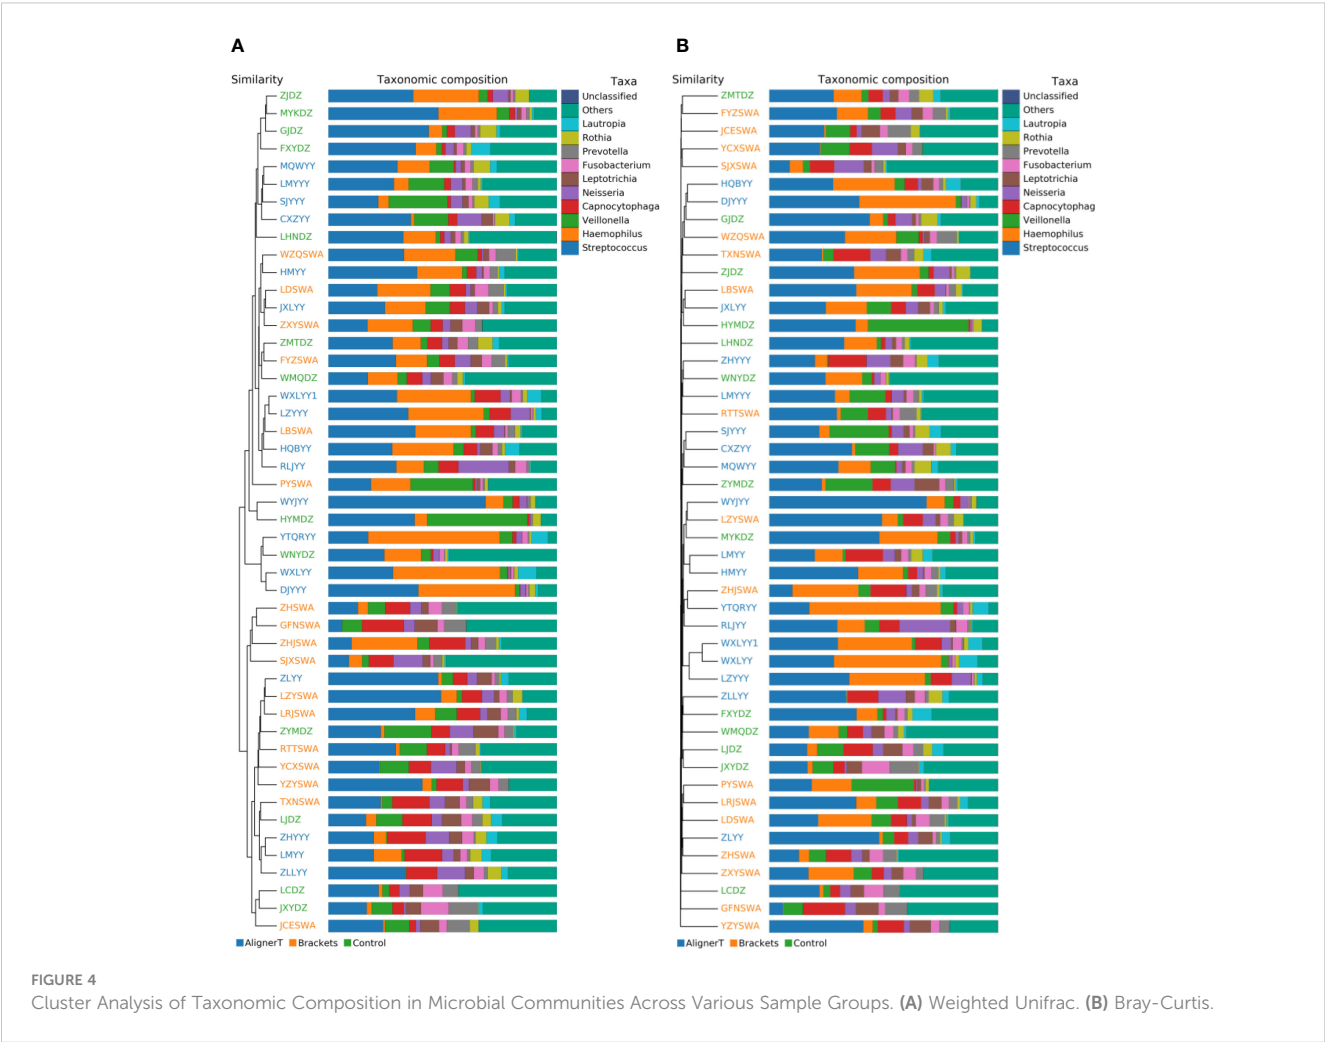 A
Similarity
Taxonomic composition
Taxa
ZJDZ
MYKDZ
GJDZ
FXYDZ
MQWYY
LMYYY
SJYYY
CXZYY
LHNDZ
WZQSWA
HMYY
LDSWA
JXLYY
ZXYSWA
ZMTDZ
FYZSWA
WMQDZ
WXLYY1
LZYYY
LBSWA
HQBYY
RLJYY
PYSWA
WYJYY
HYMDZ
YTQRYY
WNYDZ
WXLYY
DJYYY
ZHSWA
GFNSWA
ZHJSWA
SJXSWA
ZLYY
LZYSWA
LRJSWA
ZYMDZ
RTTSWA
YCXSWA
YZYSWA
TXNSWA
LJDZ
ZHYYY
LMYY
ZLLYY
LCDZ
JXYDZ
JCESWA
Unclassified
Others
Lautropia
Rothia
Prevotella
Fusobacterium
Leptotrichia
Neisseria
Capnocytophaga
Veillonella
Haemophilus
Streptococcus
AlignerT Brackets Control
B
Similarity
Taxonomic composition
Taxa
ZMTDZ
FYZSWA
JCESWA
YCXSWA
SJXSWA
HQBYY
DJYYY
GJDZ
WZQSWA
TXNSWA
ZJDZ
LBSWA
JXLYY
HYMDZ
LHNDZ
ZHYYY
WNYDZ
LMYYY
RTTSWA
SJYYY
CXZYY
MQWYY
ZYMDZ
WYJYY
LZYSWA
MYKDZ
LMYY
HMYY
ZHJSWA
YTQRYY
RLJYY
WXLYY1
WXLYY
LZYYY
ZLLYY
FXYDZ
WMQDZ
LJDZ
JXYDZ
PYSWA
LRJSWA
LDSWA
ZLYY
ZHSWA
ZXYSWA
LCDZ
GFNSWA
YZYSWA
Unclassified
Others
Lautropia
Rothia
Prevotella
Fusobacterium
Leptotrichia
Neisseria
Capnocytophag
Veillonella
Haemophilus
Streptococcus
AlignerT Brackets Control
FIGURE 4
Cluster Analysis of Taxonomic Composition in Microbial Communities Across Various Sample Groups. (A) Weighted Unifrac. (B) Bray-Curtis.